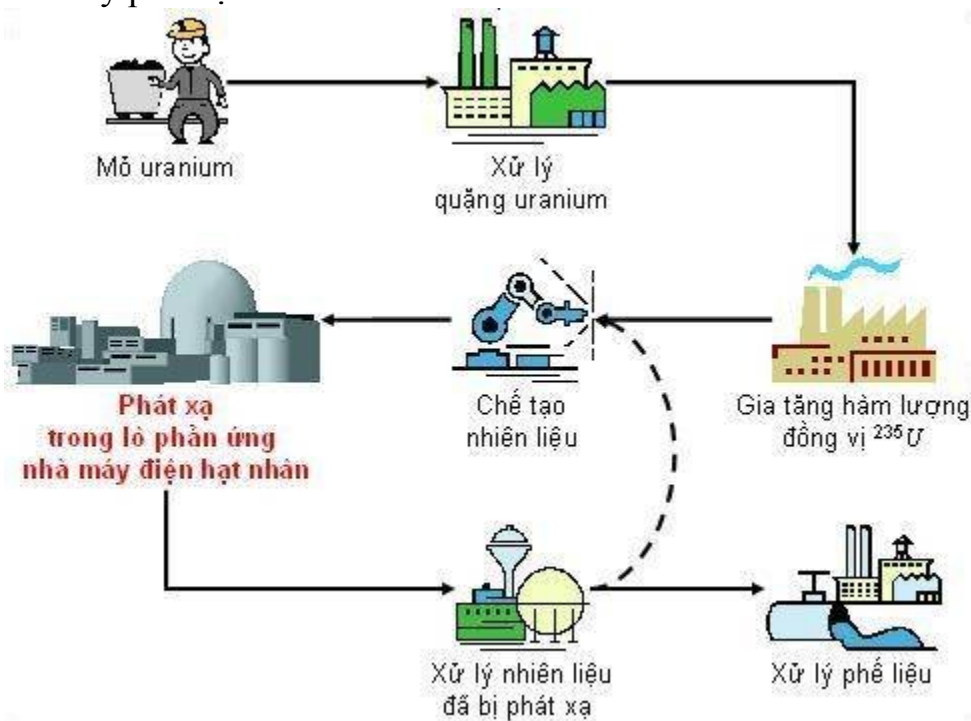 Mỏ uranium
Xử lý
quặng uranium
Gia tăng hàm lượng
đồng vị ²³⁵U
Chế tạo
nhiên liệu
Phát xạ
trong lò phản ứng
nhà máy điện hạt nhân
Xử lý nhiên liệu
đã bị phát xạ
Xử lý phế liệu